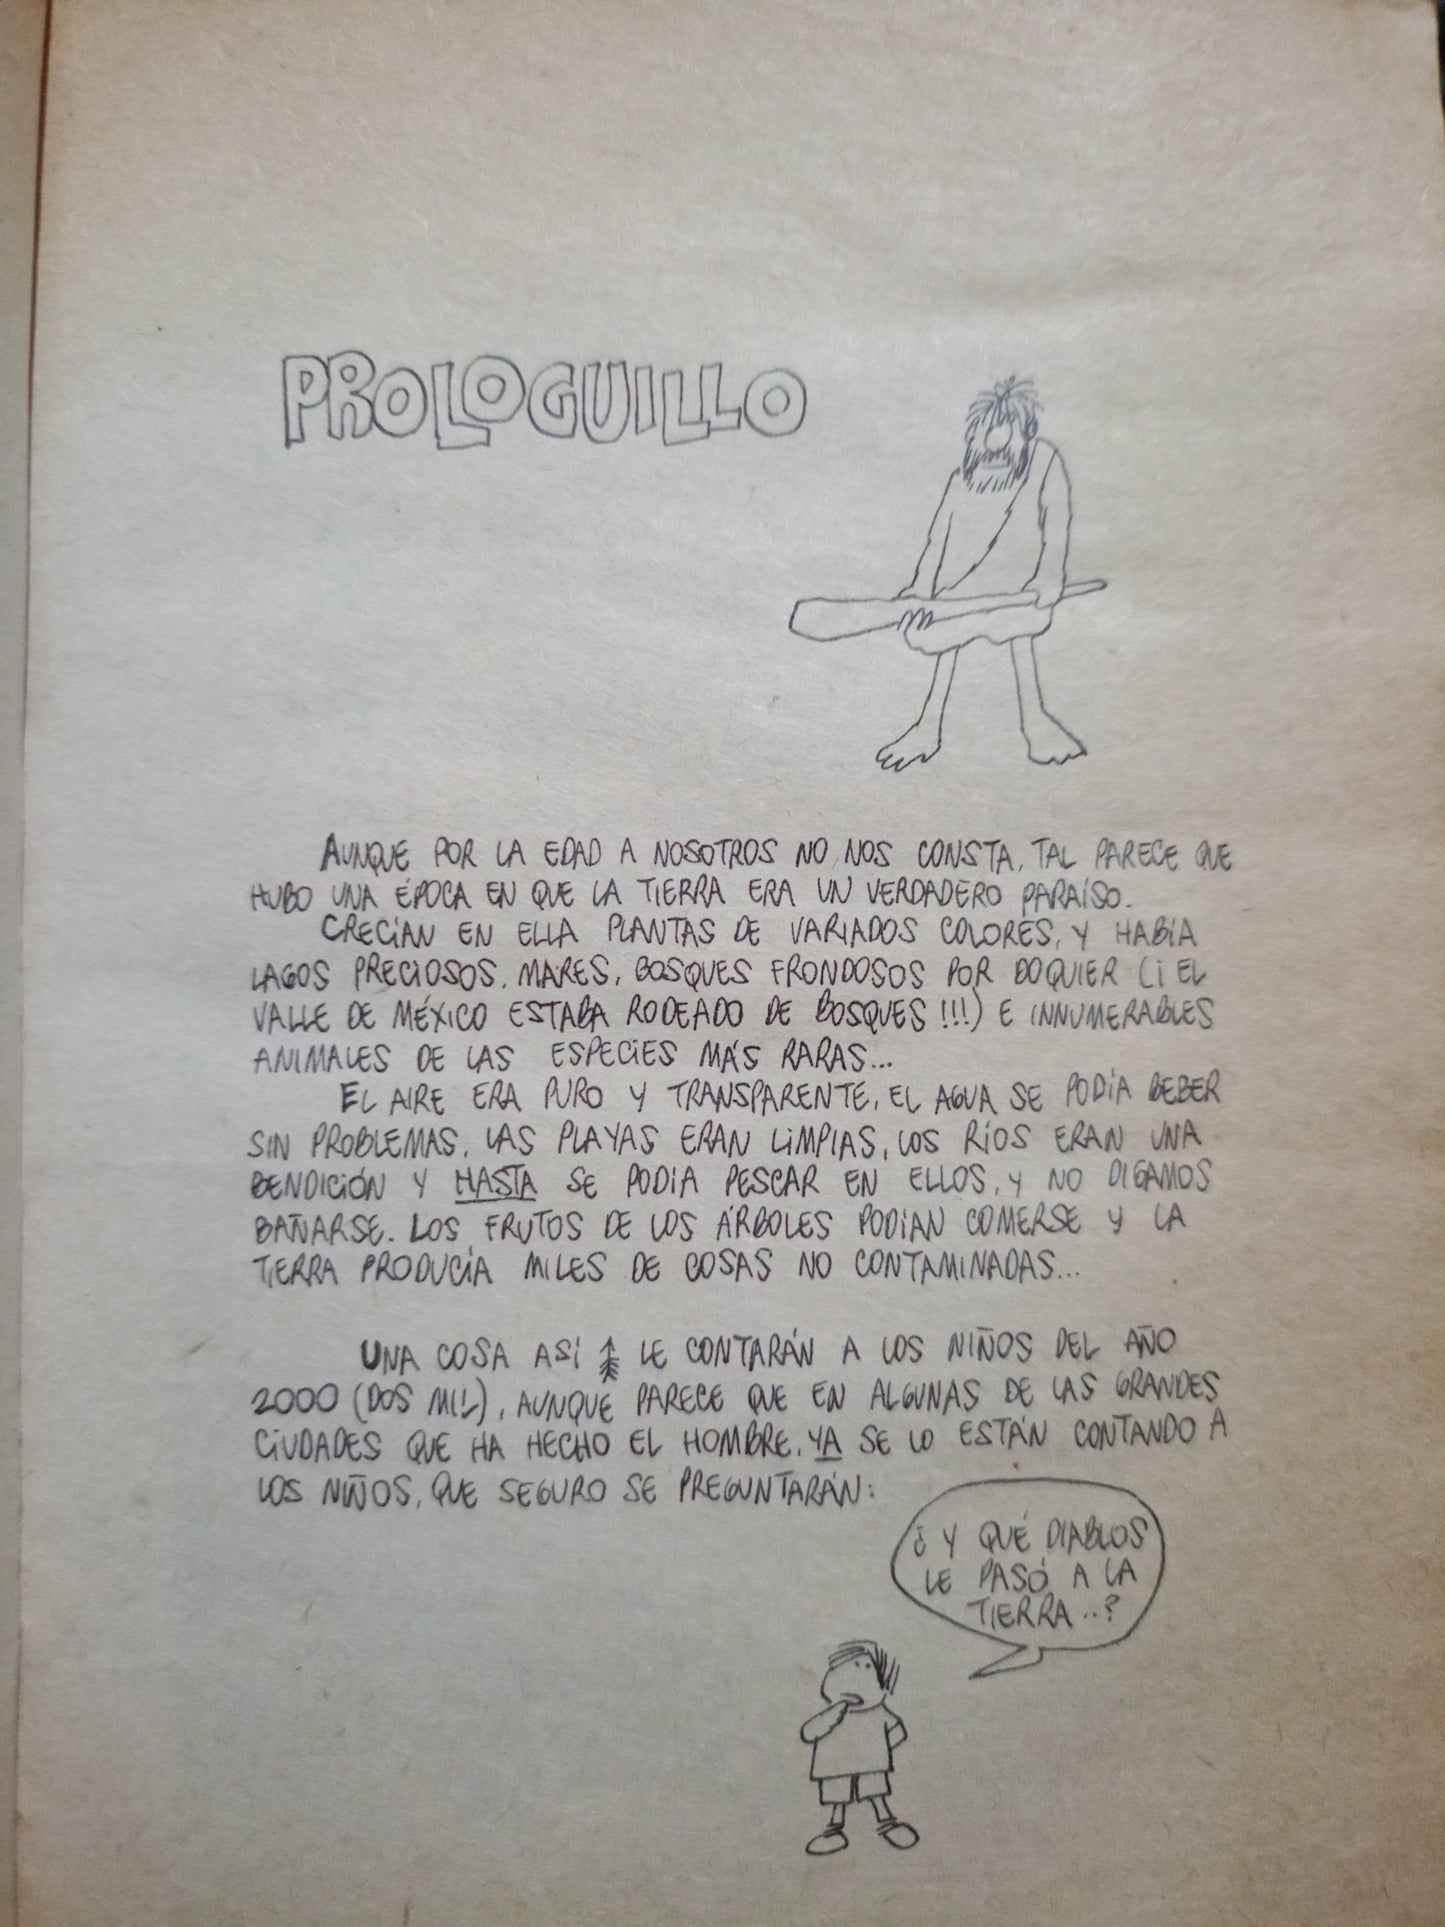 PROLOGUILLO
AUNQUE POR LA EDAD A NOSOTROS NO NOS CONSTA, TAL PARECE QUE
HUBO UNA ÉPOCA EN QUE LA TIERRA ERA UN VERDADERO PARAÍSO.
CRECÍAN EN ELLA PLANTAS DE VARIADOS COLORES, Y HABÍA
LAGOS PRECIOSOS, MARES, BOSQUES FRONDOSOS POR DOQUIER (¡EL
VALLE DE MÉXICO ESTABA RODEADO DE BOSQUES!!!) E INNUMERABLES
ANIMALES DE LAS ESPECIES MÁS RARAS...
EL AIRE ERA PURO Y TRANSPARENTE, EL AGUA SE PODÍA BEBER
SIN PROBLEMAS, LAS PLAYAS ERAN LIMPIAS, LOS RÍOS ERAN UNA
BENDICIÓN Y HASTA SE PODÍA PESCAR EN ELLOS, Y NO DIGAMOS
BAÑARSE. LOS FRUTOS DE LOS ÁRBOLES PODÍAN COMERSE Y LA
TIERRA PRODUCÍA MILES DE COSAS NO CONTAMINADAS...
UNA COSA ASÍ LE CONTARÁN A LOS NIÑOS DEL AÑO
2000 (DOS MIL), AUNQUE PARECE QUE EN ALGUNAS DE LAS GRANDES
CIUDADES QUE HA HECHO EL HOMBRE, YA SE LO ESTÁN CONTANDO A
LOS NIÑOS, QUE SEGURO SE PREGUNTARÁN:
¿Y QUÉ DIABLOS
LE PASÓ A LA
TIERRA..?